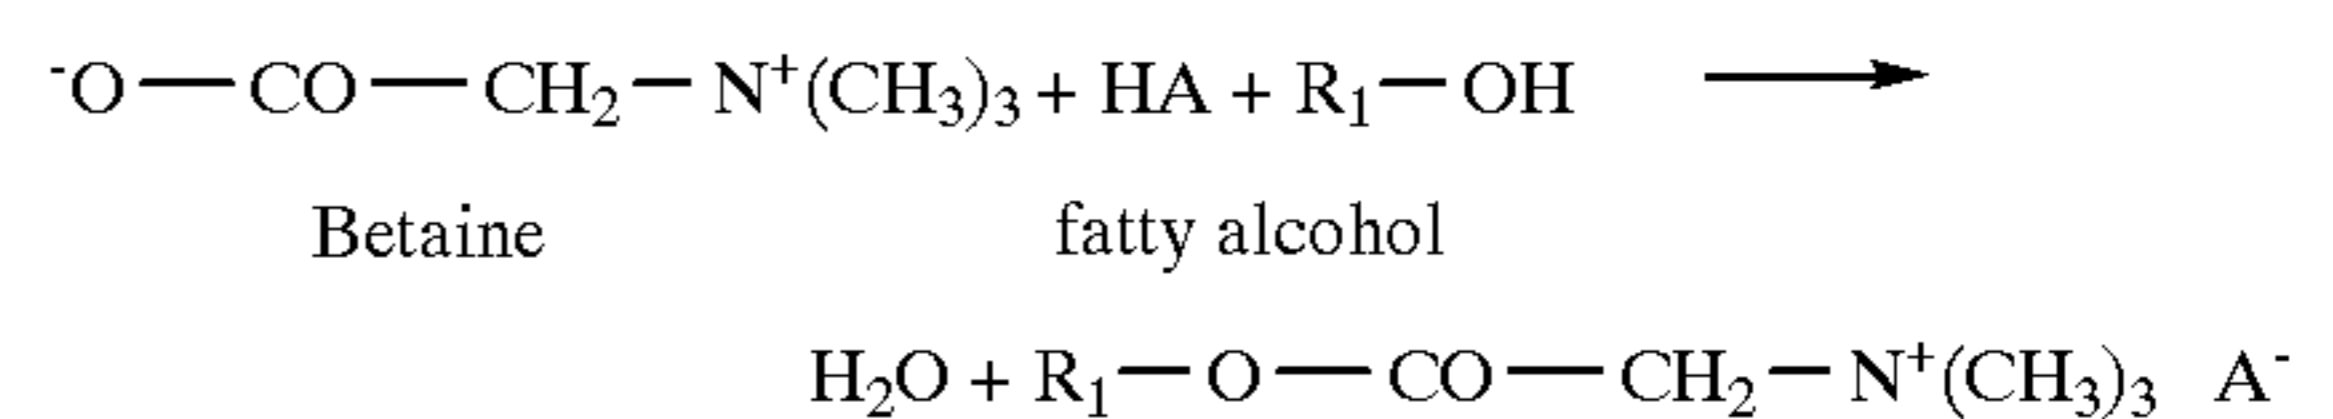 ⁻O—CO—CH₂—N⁺(CH₃)₃ + HA + R₁—OH ⟶
Betaine fatty alcohol
H₂O + R₁—O—CO—CH₂—N⁺(CH₃)₃ A⁻